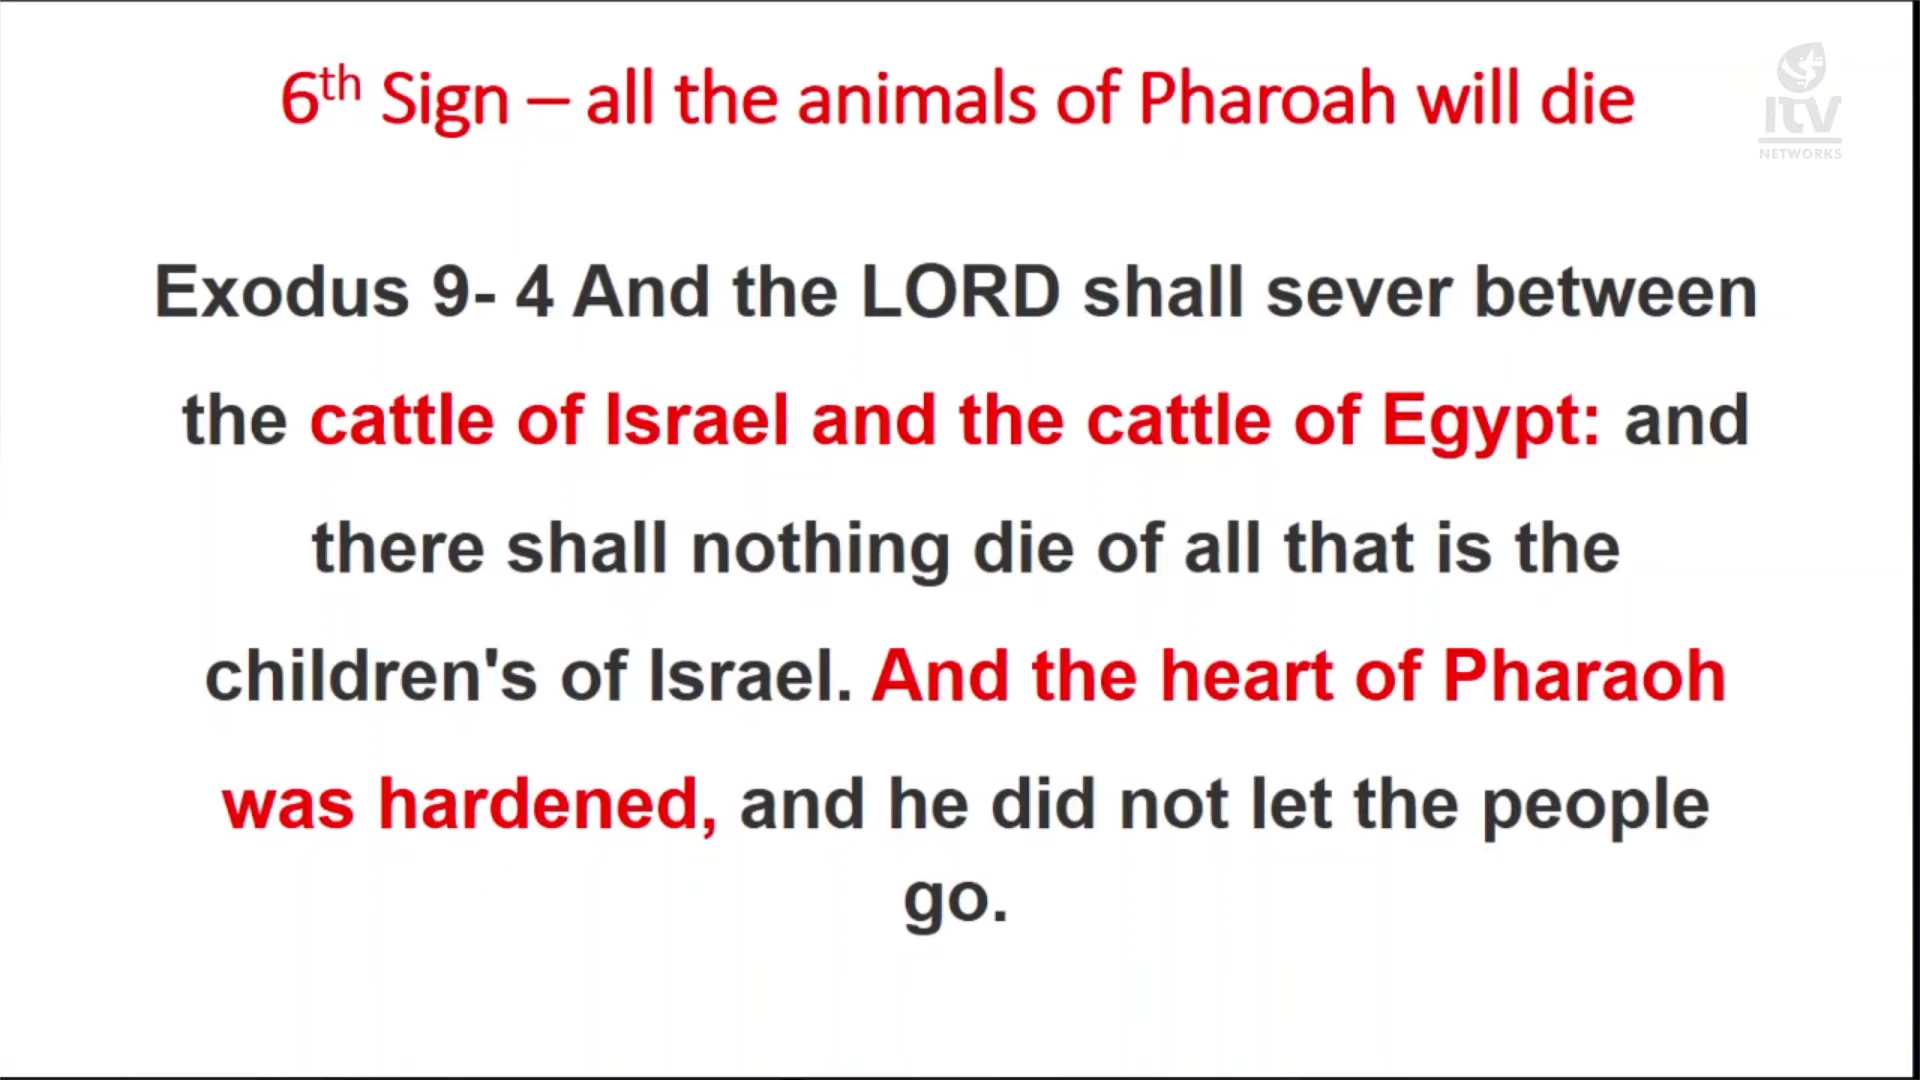 6th Sign – all the animals of Pharoah will die
ITV
NETWORKS
Exodus 9- 4 And the LORD shall sever between
the cattle of Israel and the cattle of Egypt: and
there shall nothing die of all that is the
children's of Israel. And the heart of Pharaoh
was hardened, and he did not let the people
go.